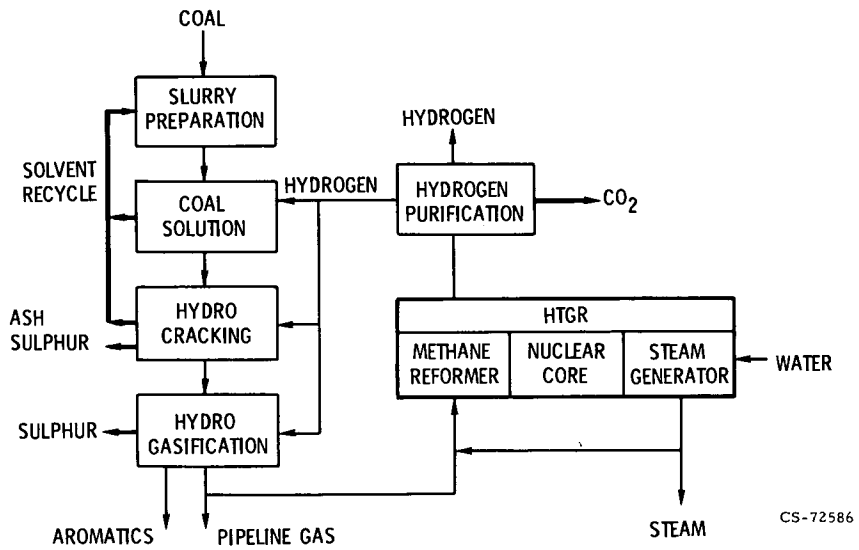 COAL
SLURRY
PREPARATION
SOLVENT
RECYCLE
COAL
SOLUTION
HYDROGEN
HYDROGEN
HYDROGEN
PURIFICATION
CO2
HYDRO
CRACKING
ASH
SULPHUR
HTGR
METHANE
REFORMER
NUCLEAR
CORE
STEAM
GENERATOR
WATER
HYDRO
GASIFICATION
SULPHUR
AROMATICS
PIPELINE GAS
STEAM
CS-72586